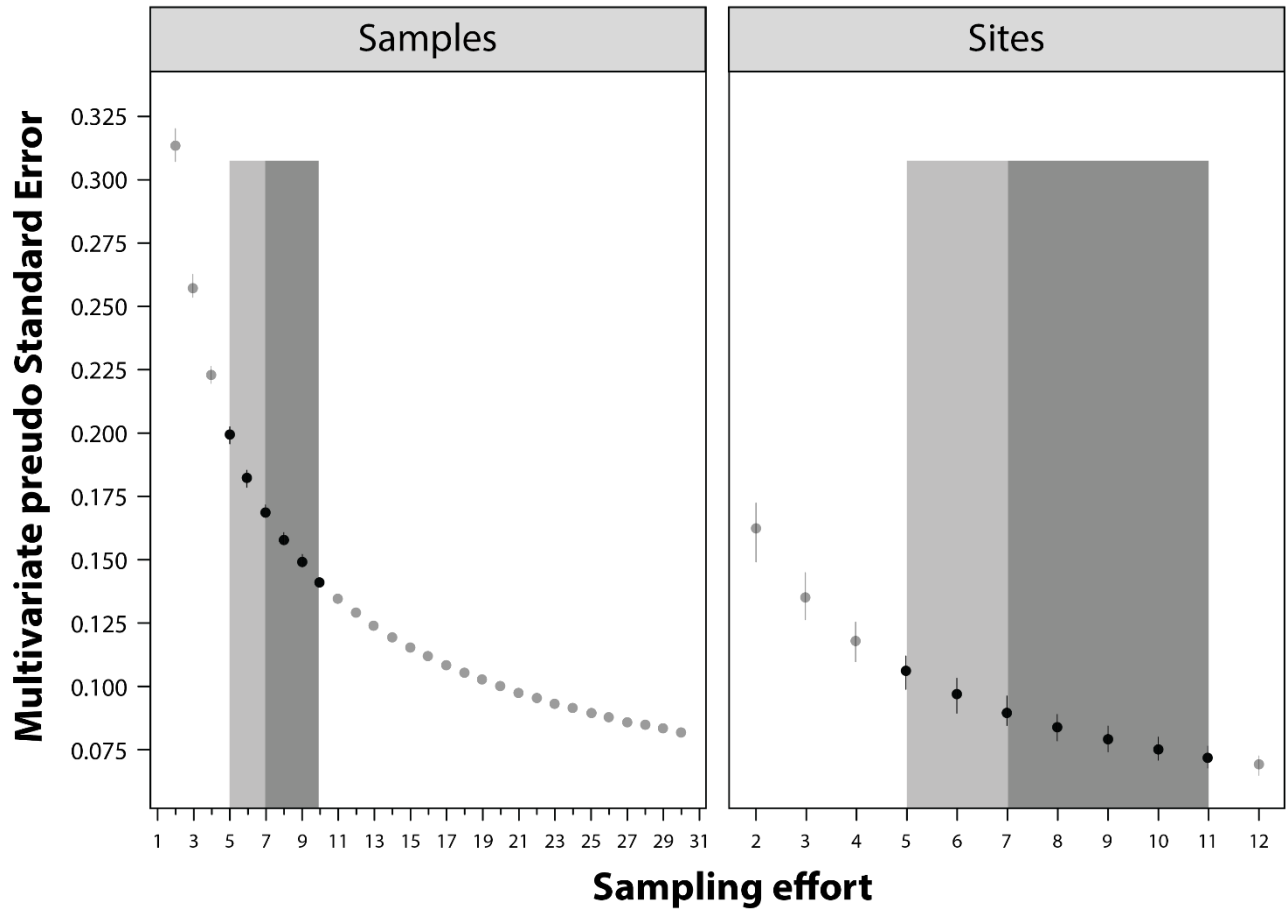 Samples
Sites
Multivariate preudo Standard Error
0.325
0.300
0.275
0.250
0.225
0.200
0.175
0.150
0.125
0.100
0.075
1 3 5 7 9 11 13 15 17 19 21 23 25 27 29 31
2 3 4 5 6 7 8 9 10 11 12
Sampling effort